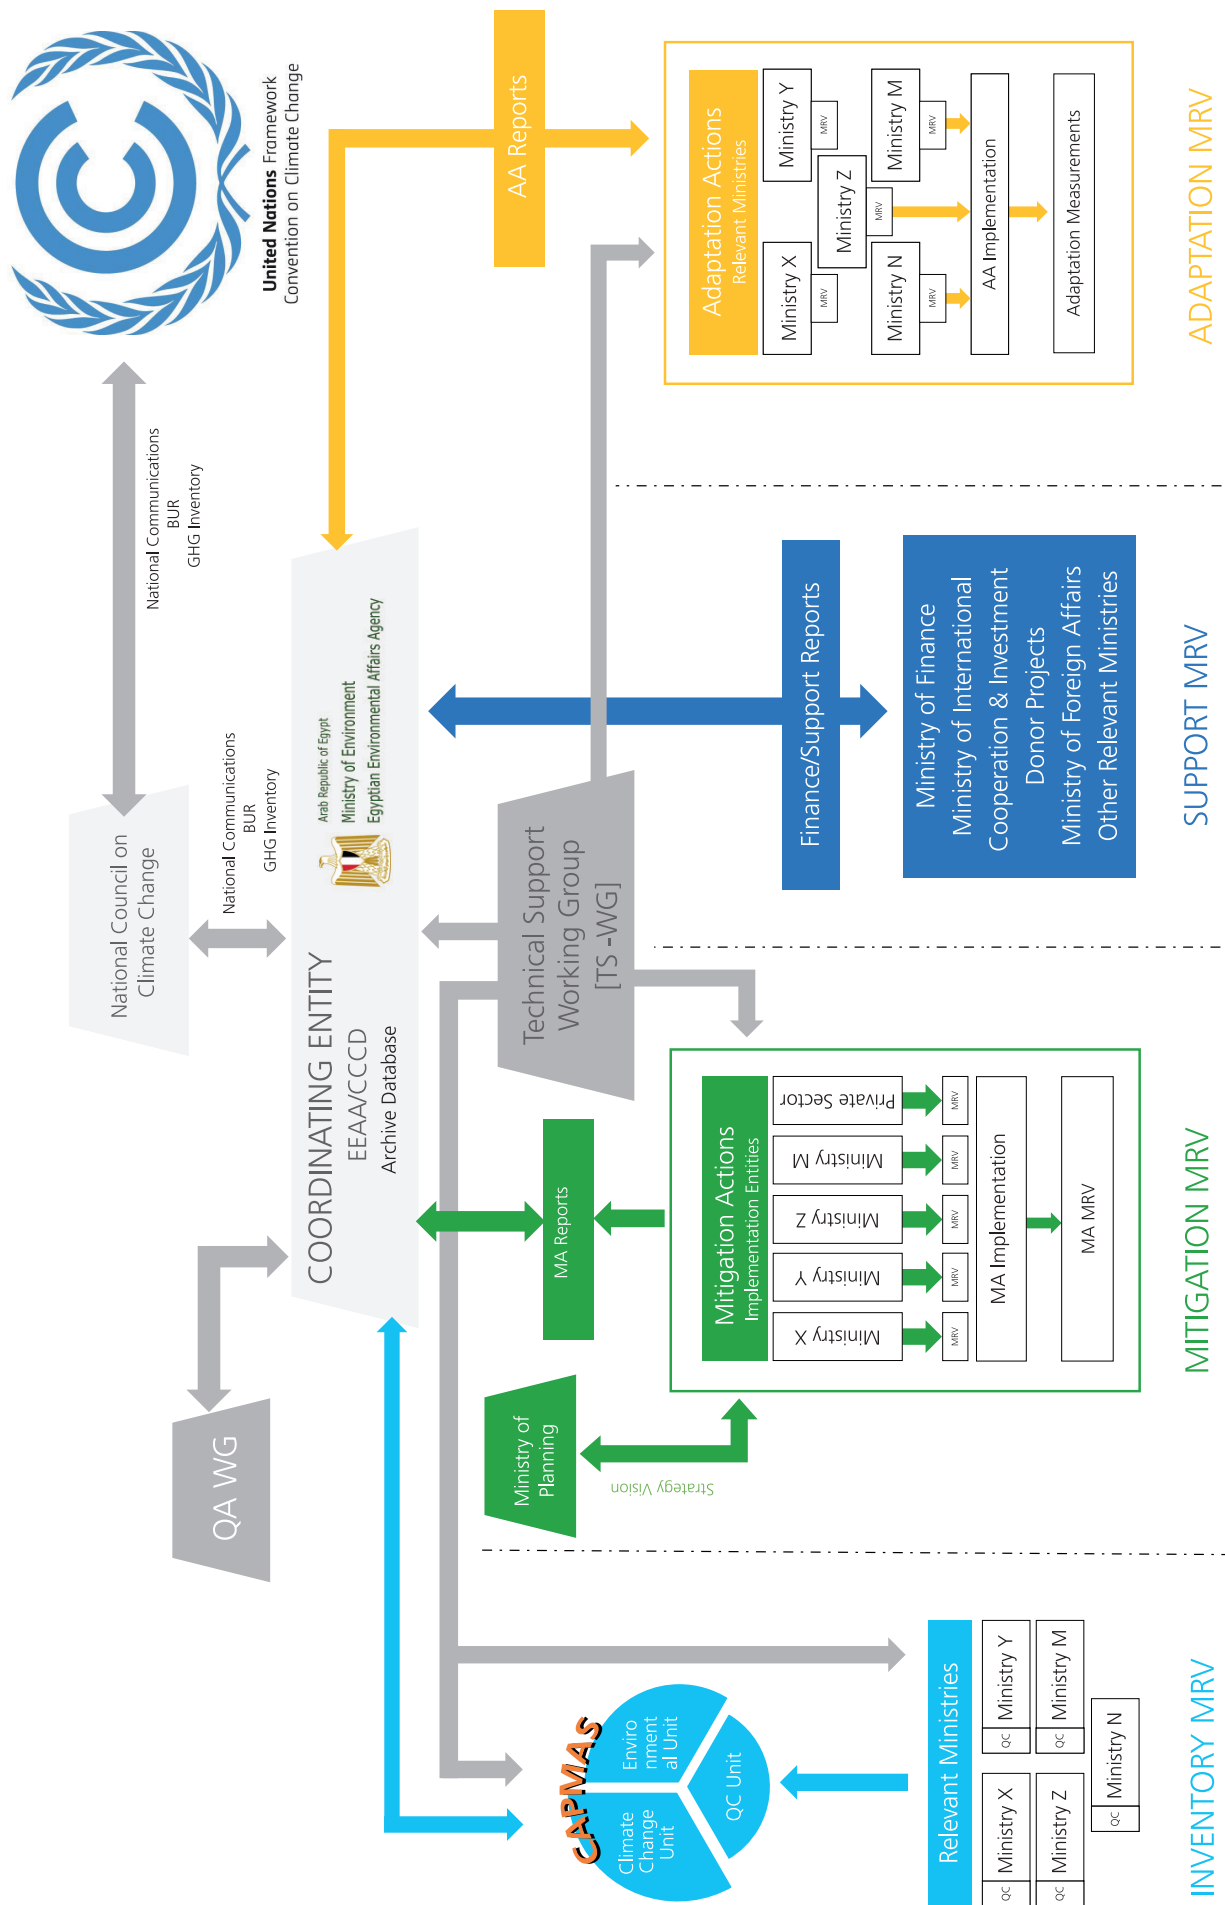 United Nations Framework
Convention on Climate Change
National Communications
BUR
GHG Inventory
National Council on
Climate Change
National Communications
BUR
GHG Inventory
QA WG
COORDINATING ENTITY
EEAA/CCCD
Archive Database
Arab Republic of Egypt
Ministry of Environment
Egyptian Environmental Affairs Agency
Technical Support
Working Group
[TS -WG]
CAPMAS
Climate
Change
Unit
Enviro
nment
al Unit
QC Unit
Relevant Ministries
QC
Ministry X
QC
Ministry Y
QC
Ministry Z
QC
Ministry M
QC
Ministry N
INVENTORY MRV
Ministry of
Planning
Strategy Vision
MA Reports
Mitigation Actions
Implementation Entities
Ministry X
Ministry Y
Ministry Z
Ministry M
Private Sector
MRV
MRV
MRV
MRV
MRV
MA Implementation
MA MRV
MITIGATION MRV
Finance/Support Reports
Ministry of Finance
Ministry of International
Cooperation & Investment
Donor Projects
Ministry of Foreign Affairs
Other Relevant Ministries
SUPPORT MRV
AA Reports
Adaptation Actions
Relevant Ministries
Ministry X
MRV
Ministry Y
MRV
Ministry Z
MRV
Ministry N
MRV
Ministry M
MRV
AA Implementation
Adaptation Measurements
ADAPTATION MRV